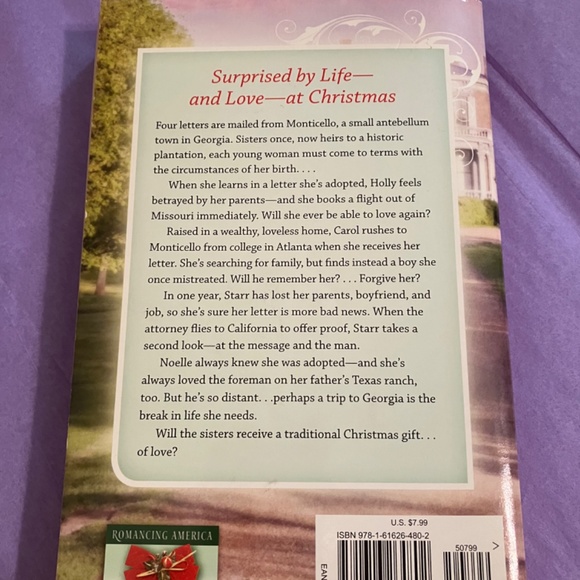 Surprised by Life—
and Love—at Christmas
Four letters are mailed from Monticello, a small antebellum
town in Georgia. Sisters once, now heirs to a historic
plantation, each young woman must come to terms with
the circumstances of her birth. . . .
When she learns in a letter she's adopted, Holly feels
betrayed by her parents—and she books a flight out of
Missouri immediately. Will she ever be able to love again?
Raised in a wealthy, loveless home, Carol rushes to
Monticello from college in Atlanta when she receives her
letter. She's searching for family, but finds instead a boy she
once mistreated. Will he remember her? . . . Forgive her?
In one year, Starr has lost her parents, boyfriend, and
job, so she's sure her letter is more bad news. When the
attorney flies to California to offer proof, Starr takes a
second look—at the message and the man.
Noelle always knew she was adopted—and she's
always loved the foreman on her father's Texas ranch,
too. But he's so distant. . .perhaps a trip to Georgia is the
break in life she needs.
Will the sisters receive a traditional Christmas gift. . .
of love?
ROMANCING AMERICA
U.S. $7.99
ISBN 978-1-61626-480-2
50799 >
EAN